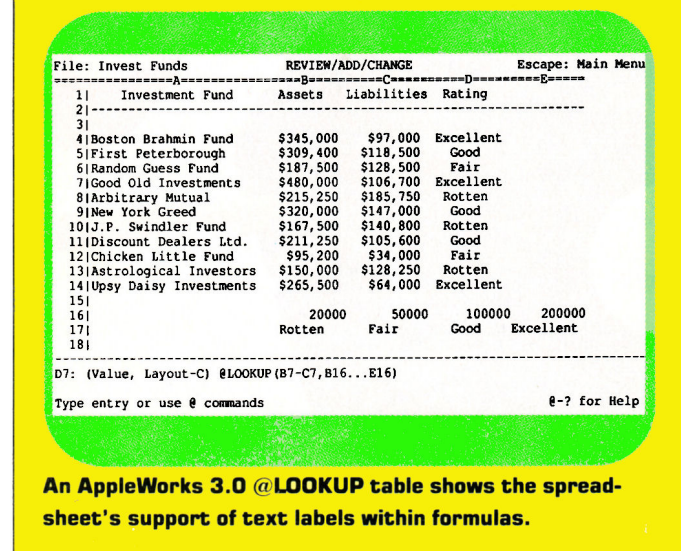 File: Invest Funds REVIEW/ADD/CHANGE Escape: Main Menu
===============A===============B==========C==========D=========E=====
1| Investment Fund Assets Liabilities Rating
2|----------------------------------------------------------------
3|
4|Boston Brahmin Fund $345,000 $97,000 Excellent
5|First Peterborough $309,400 $118,500 Good
6|Random Guess Fund $187,500 $128,500 Fair
7|Good Old Investments $480,000 $106,700 Excellent
8|Arbitrary Mutual $215,250 $185,750 Rotten
9|New York Greed $320,000 $147,000 Good
10|J.P. Swindler Fund $167,500 $140,800 Rotten
11|Discount Dealers Ltd. $211,250 $105,600 Good
12|Chicken Little Fund $95,200 $34,000 Fair
13|Astrological Investors $150,000 $128,250 Rotten
14|Upsy Daisy Investments $265,500 $64,000 Excellent
15|
16| 20000 50000 100000 200000
17| Rotten Fair Good Excellent
18|
----------------------------------------------------------------------
D7: (Value, Layout-C) @LOOKUP(B7-C7,B16...E16)
Type entry or use @ commands @-? for Help
An AppleWorks 3.0 @LOOKUP table shows the spread-
sheet's support of text labels within formulas.